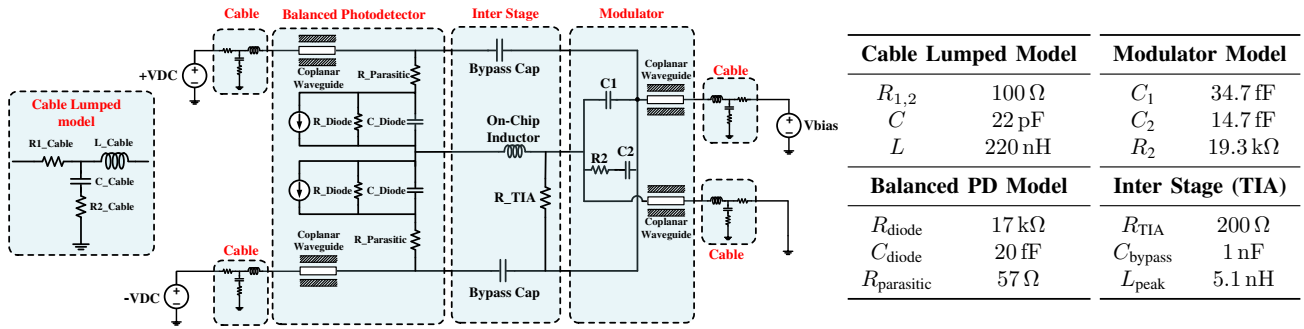 Cable
Balanced Photodetector
Inter Stage
Modulator
+VDC
Coplanar
Waveguide
R_Parasitic
Bypass Cap
C1
Coplanar
Waveguide
Cable
Vbias
Cable Lumped
model
R1_Cable
L_Cable
C_Cable
R2_Cable
R_Diode
C_Diode
On-Chip
Inductor
R2
C2
R_Diode
C_Diode
R_TIA
Coplanar
Waveguide
Cable
Cable
Coplanar
Waveguide
R_Parasitic
-VDC
Bypass Cap
Cable Lumped Model Modulator Model
R1,2 100 Ω C1 34.7 fF
C 22 pF C2 14.7 fF
L 220 nH R2 19.3 kΩ
Balanced PD Model Inter Stage (TIA)
Rdiode 17 kΩ RTIA 200 Ω
Cdiode 20 fF Cbypass 1 nF
Rparasitic 57 Ω Lpeak 5.1 nH